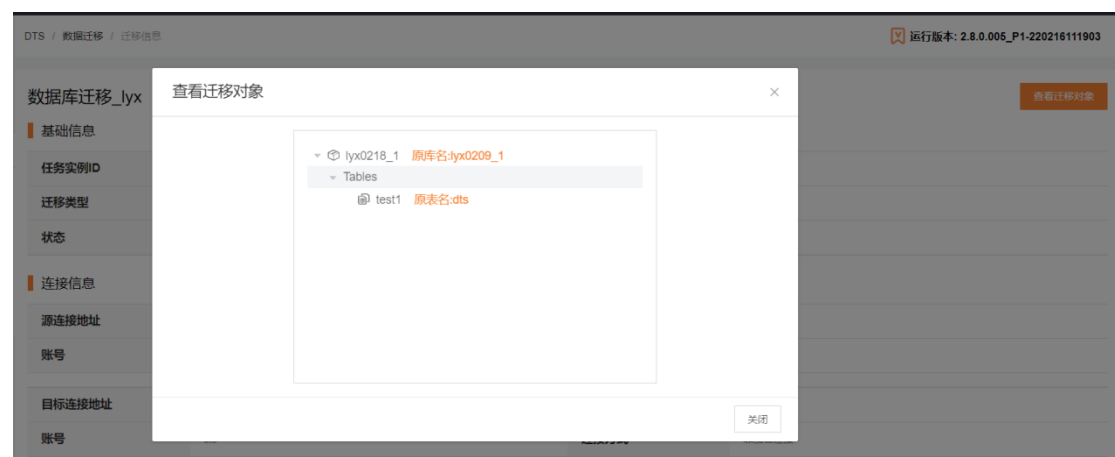 DTS / 数据迁移 / 迁移信息
运行版本: 2.8.0.005_P1-220216111903
数据库迁移_lyx
查看迁移对象
查看迁移对象
基础信息
lyx0218_1 原库名:lyx0209_1
任务实例ID
Tables
迁移类型
test1 原表名:dts
状态
连接信息
源连接地址
账号
目标连接地址
关闭
账号